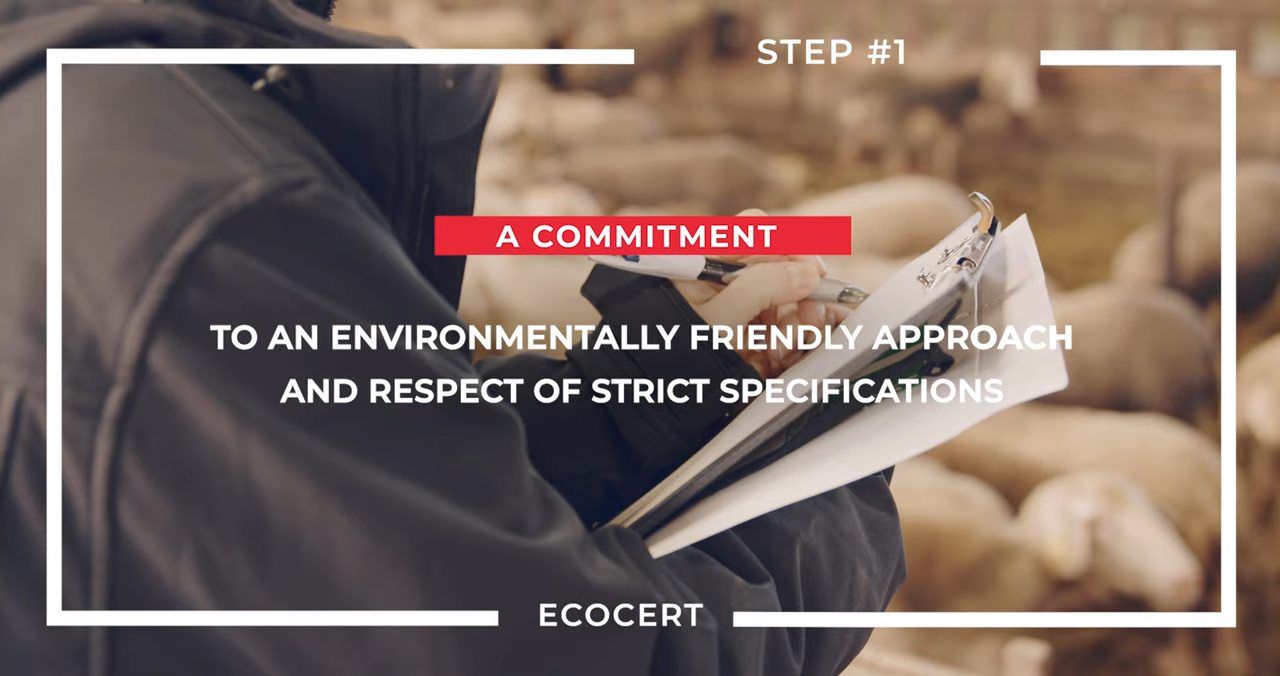 STEP #1
A COMMITMENT
TO AN ENVIRONMENTALLY FRIENDLY APPROACH
AND RESPECT OF STRICT SPECIFICATIONS
ECOCERT